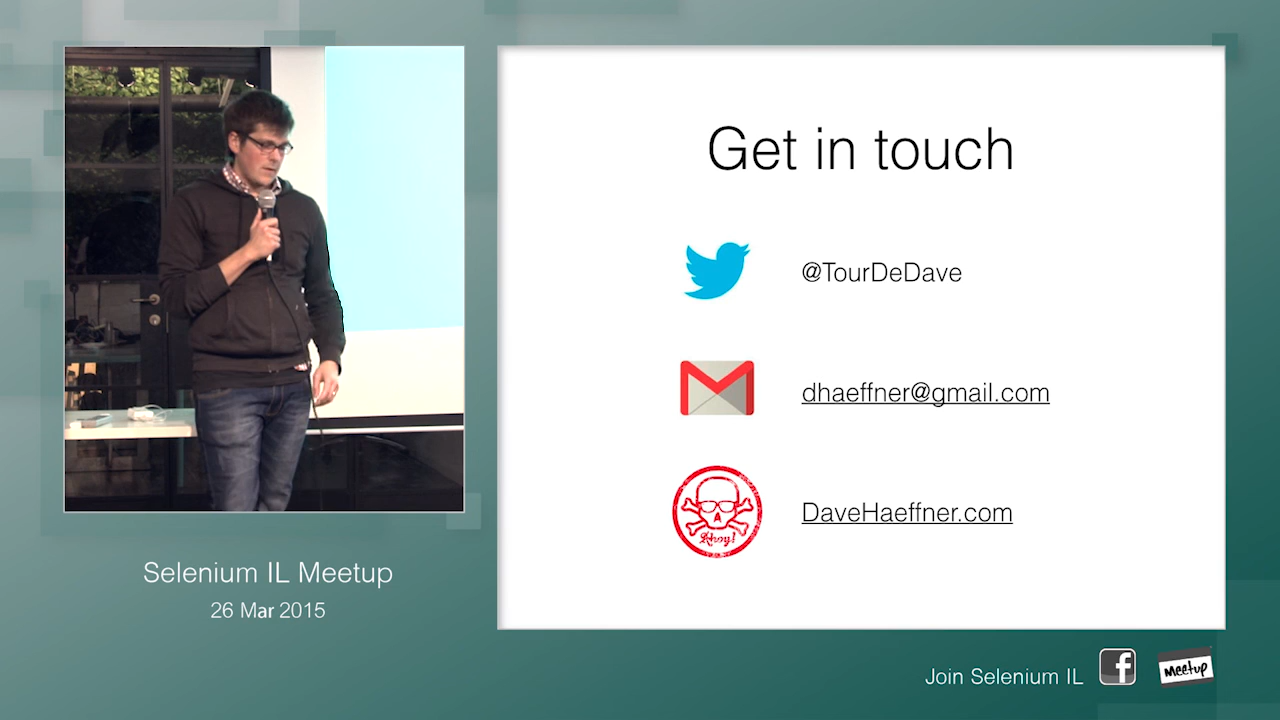 Get in touch
@TourDeDave
dhaeffner@gmail.com
Ahoy!
DaveHaeffner.com
Selenium IL Meetup
26 Mar 2015
Join Selenium IL
f
Meetup